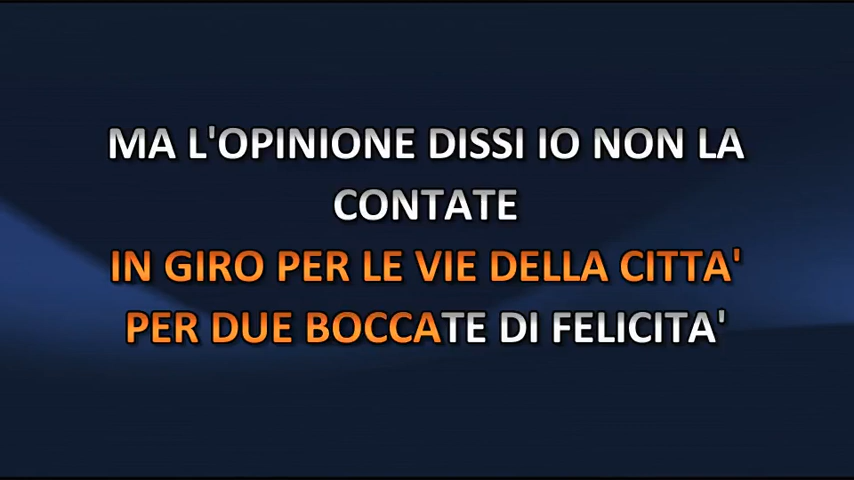 MA L'OPINIONE DISSI IO NON LA
CONTATE
IN GIRO PER LE VIE DELLA CITTA'
PER DUE BOCCATE DI FELICITA'